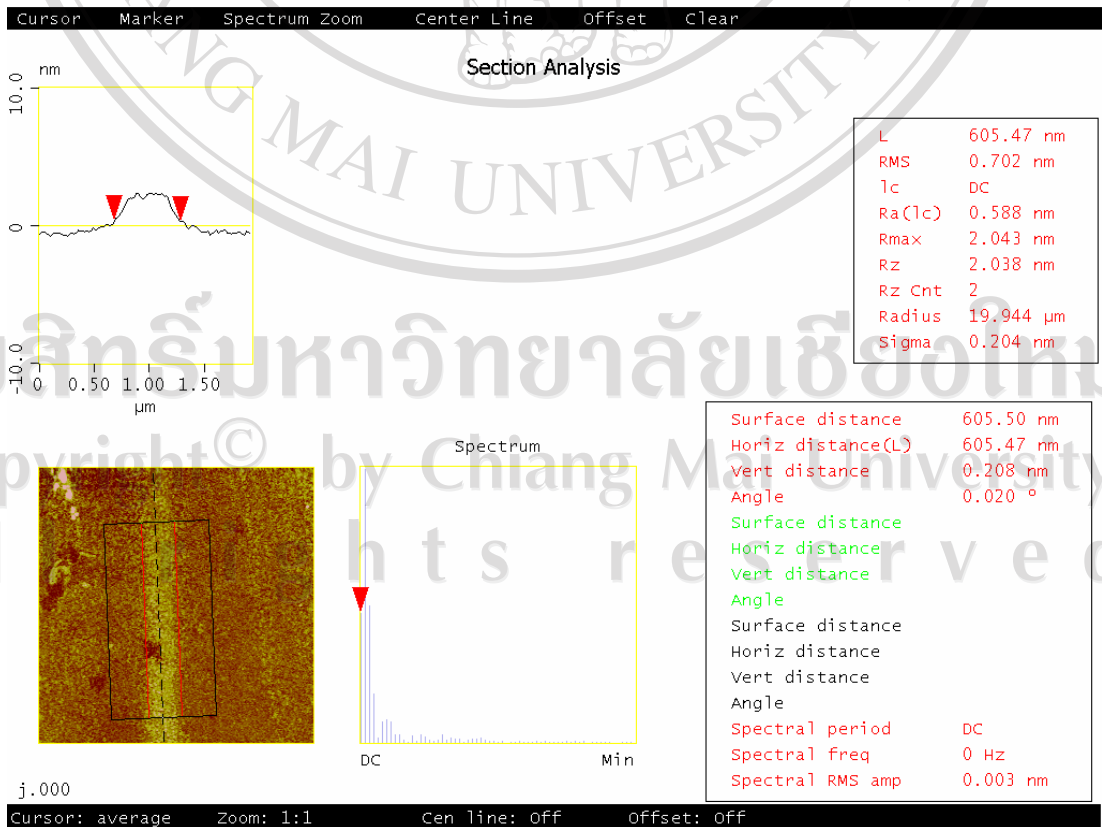 Cursor Marker Spectrum Zoom Center Line Offset Clear
Section Analysis
nm
10.0
0
-10.0
0 0.50 1.00 1.50
µm
L 605.47 nm
RMS 0.702 nm
lc DC
Ra(lc) 0.588 nm
Rmax 2.043 nm
Rz 2.038 nm
Rz Cnt 2
Radius 19.944 µm
Sigma 0.204 nm
Surface distance 605.50 nm
Horiz distance(L) 605.47 nm
Vert distance 0.208 nm
Angle 0.020 °
Surface distance
Horiz distance
Vert distance
Angle
Surface distance
Horiz distance
Vert distance
Angle
Spectral period DC
Spectral freq 0 Hz
Spectral RMS amp 0.003 nm
Spectrum
DC Min
j.000
Cursor: average Zoom: 1:1 Cen line: Off Offset: Off
ANG MAI UNIVERSITY
สิทธิ์มหาวิทยาลัยเชียงใหม
pyright© by Chiang Mai University
hts reserved